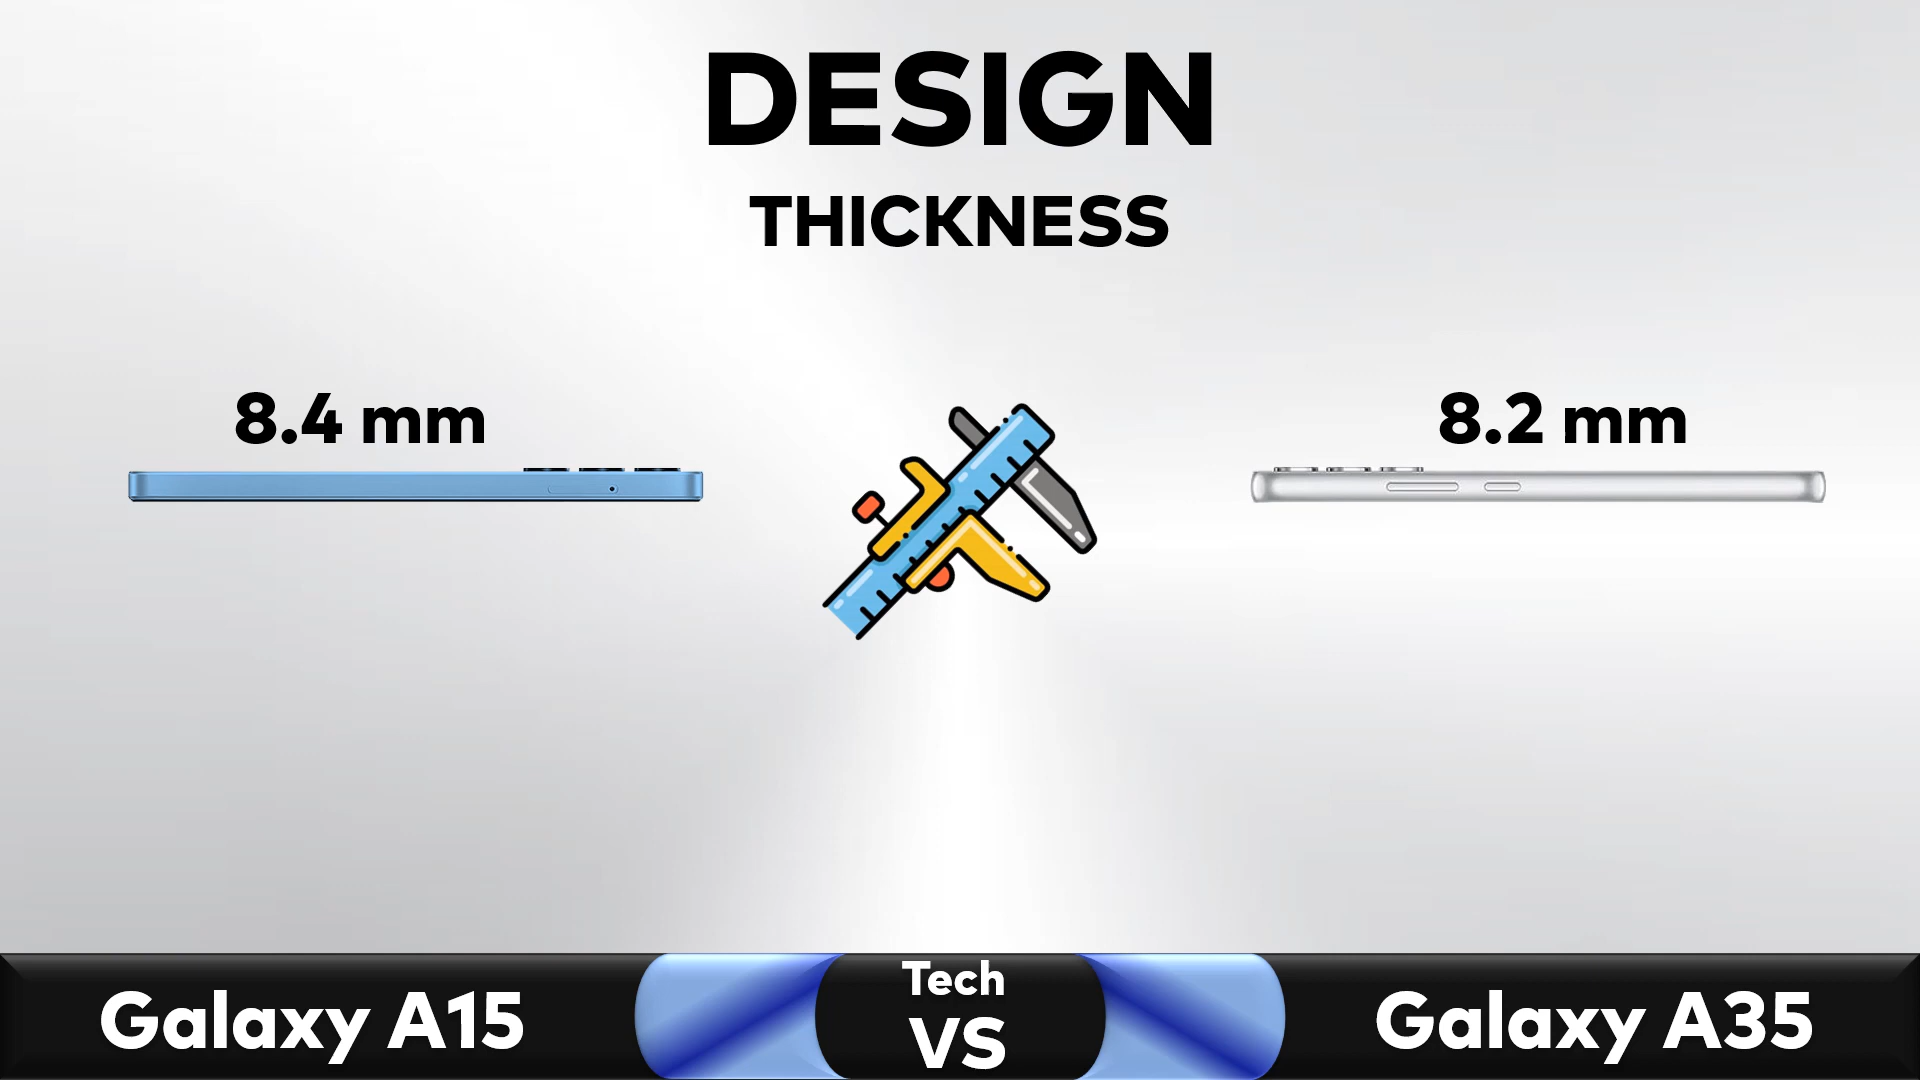 DESIGN
THICKNESS
8.4 mm
8.2 mm
Galaxy A15
Tech
VS
Galaxy A35